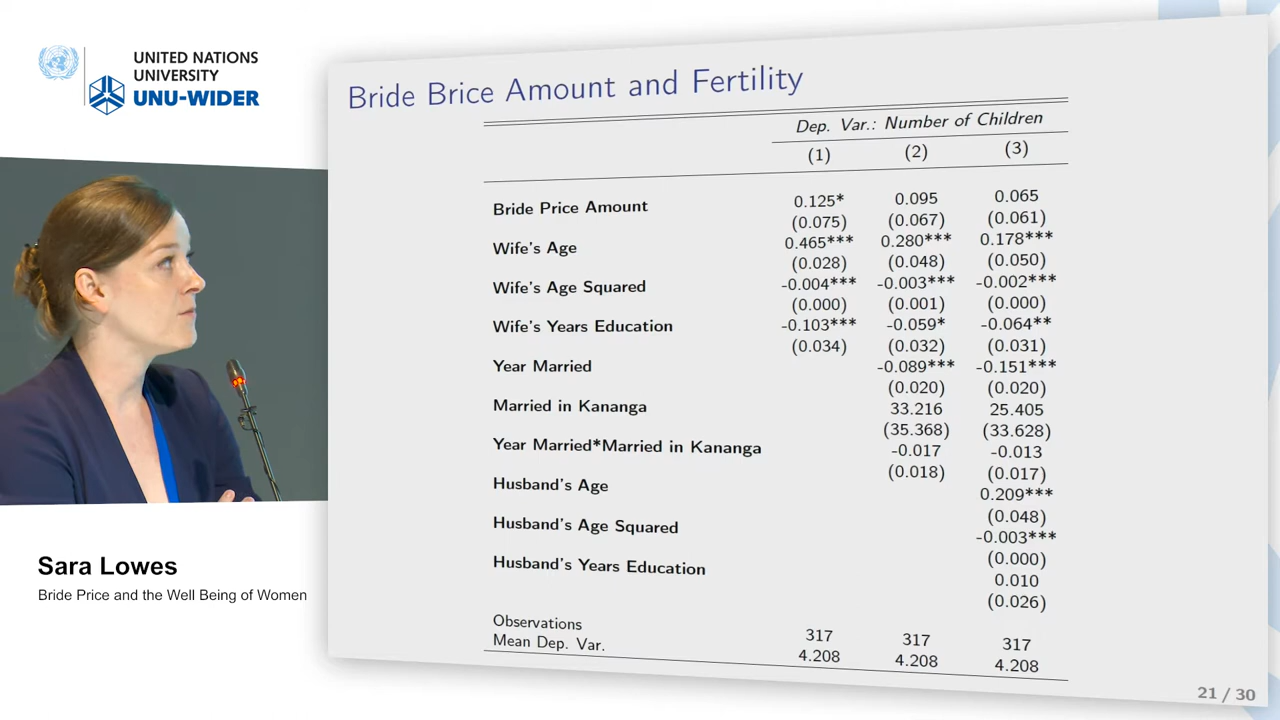 UNITED NATIONS
UNIVERSITY
UNU-WIDER
Sara Lowes
Bride Price and the Well Being of Women
Bride Brice Amount and Fertility
Dep. Var.: Number of Children
(1) (2) (3)
Bride Price Amount 0.125* 0.095 0.065
(0.075) (0.067) (0.061)
Wife's Age 0.465*** 0.280*** 0.178***
(0.028) (0.048) (0.050)
Wife's Age Squared -0.004*** -0.003*** -0.002***
(0.000) (0.001) (0.000)
Wife's Years Education -0.103*** -0.059* -0.064**
(0.034) (0.032) (0.031)
Year Married -0.089*** -0.151***
(0.020) (0.020)
Married in Kananga 33.216 25.405
(35.368) (33.628)
Year Married*Married in Kananga -0.017 -0.013
(0.018) (0.017)
Husband's Age 0.209***
(0.048)
Husband's Age Squared -0.003***
(0.000)
Husband's Years Education 0.010
(0.026)
Observations 317 317 317
Mean Dep. Var. 4.208 4.208 4.208
21 / 30